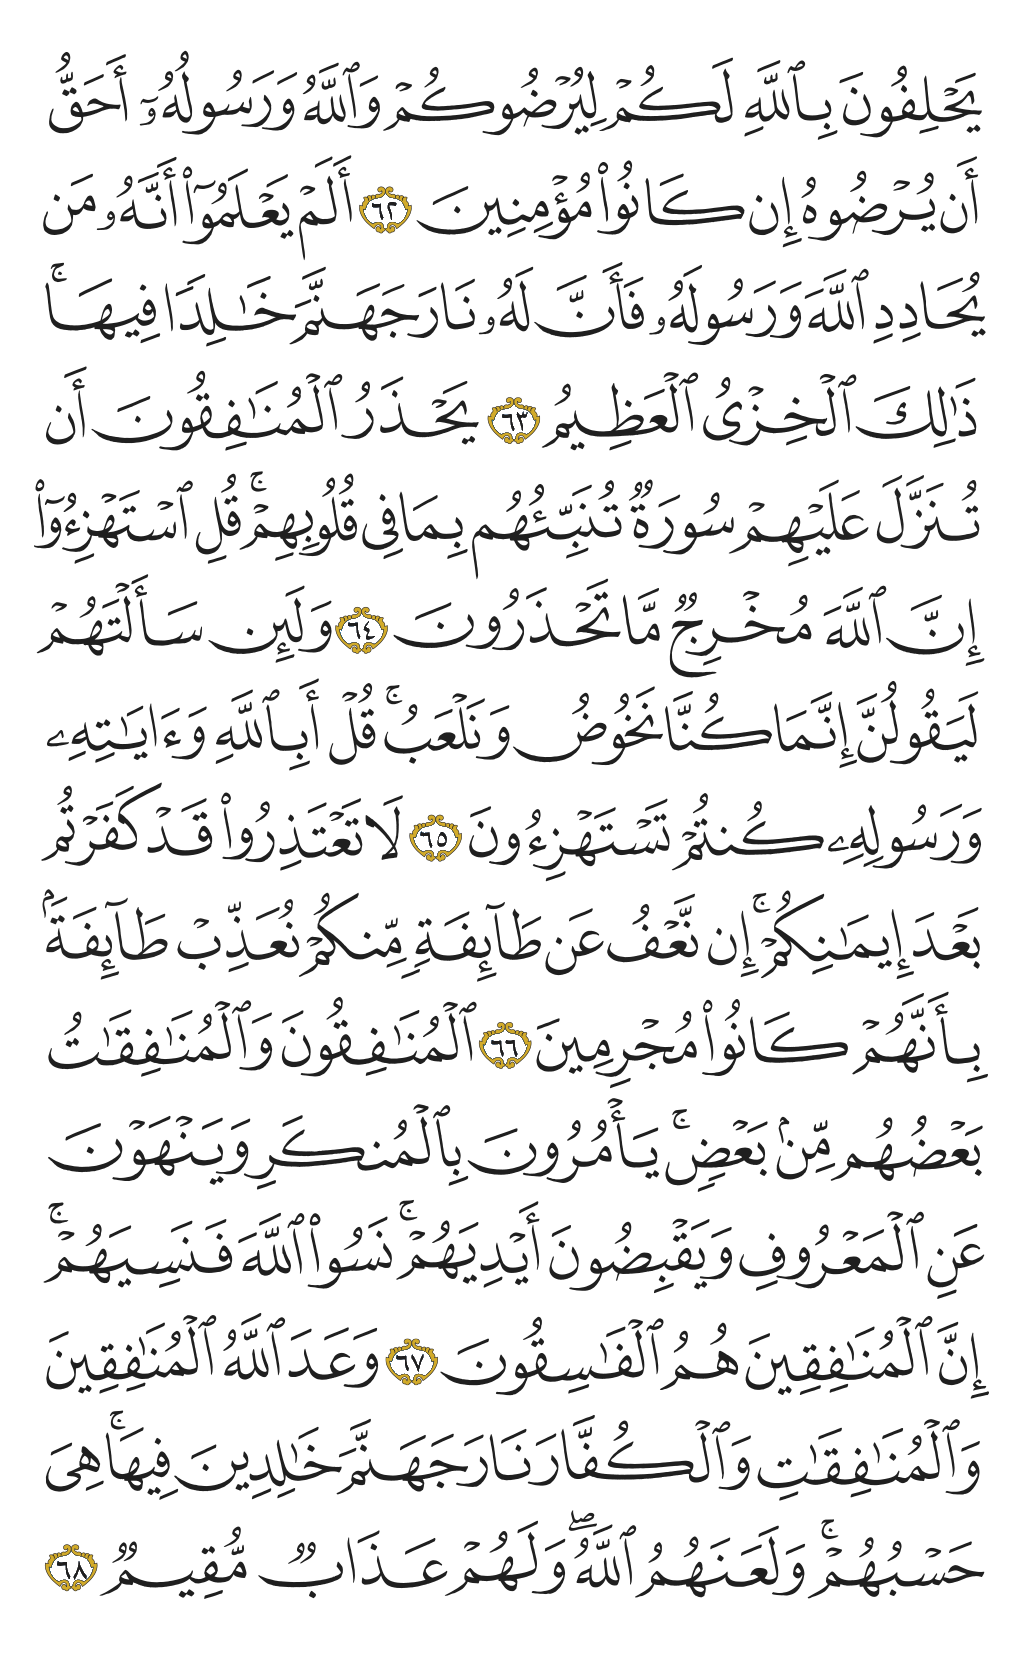 يَحْلِفُونَ بِٱللَّهِ لَكُمْ لِيُرْضُوكُمْ وَٱللَّهُ وَرَسُولُهُۥٓ أَحَقُّ
أَن يُرْضُوهُ إِن كَانُوا۟ مُؤْمِنِينَ ٦٢ أَلَمْ يَعْلَمُوٓا۟ أَنَّهُۥ مَن
يُحَادِدِ ٱللَّهَ وَرَسُولَهُۥ فَأَنَّ لَهُۥ نَارَ جَهَنَّمَ خَـٰلِدًا فِيهَا ۚ
ذَٰلِكَ ٱلْخِزْىُ ٱلْعَظِيمُ ٦٣ يَحْذَرُ ٱلْمُنَـٰفِقُونَ أَن
تُنَزَّلَ عَلَيْهِمْ سُورَةٌ تُنَبِّئُهُم بِمَا فِى قُلُوبِهِمْ ۚ قُلِ ٱسْتَهْزِءُوٓا۟
إِنَّ ٱللَّهَ مُخْرِجٌ مَّا تَحْذَرُونَ ٦٤ وَلَئِن سَأَلْتَهُمْ
لَيَقُولُنَّ إِنَّمَا كُنَّا نَخُوضُ وَنَلْعَبُ ۚ قُلْ أَبِٱللَّهِ وَءَايَـٰتِهِۦ
وَرَسُولِهِۦ كُنتُمْ تَسْتَهْزِءُونَ ٦٥ لَا تَعْتَذِرُوا۟ قَدْ كَفَرْتُم
بَعْدَ إِيمَـٰنِكُمْ ۚ إِن نَّعْفُ عَن طَآئِفَةٍ مِّنكُمْ نُعَذِّبْ طَآئِفَةًۢ
بِأَنَّهُمْ كَانُوا۟ مُجْرِمِينَ ٦٦ ٱلْمُنَـٰفِقُونَ وَٱلْمُنَـٰفِقَـٰتُ
بَعْضُهُم مِّنۢ بَعْضٍ ۚ يَأْمُرُونَ بِٱلْمُنكَرِ وَيَنْهَوْنَ
عَنِ ٱلْمَعْرُوفِ وَيَقْبِضُونَ أَيْدِيَهُمْ ۚ نَسُوا۟ ٱللَّهَ فَنَسِيَهُمْ ۗ
إِنَّ ٱلْمُنَـٰفِقِينَ هُمُ ٱلْفَـٰسِقُونَ ٦٧ وَعَدَ ٱللَّهُ ٱلْمُنَـٰفِقِينَ
وَٱلْمُنَـٰفِقَـٰتِ وَٱلْكُفَّارَ نَارَ جَهَنَّمَ خَـٰلِدِينَ فِيهَا ۚ هِىَ
حَسْبُهُمْ ۚ وَلَعَنَهُمُ ٱللَّهُ ۖ وَلَهُمْ عَذَابٌ مُّقِيمٌ ٦٨